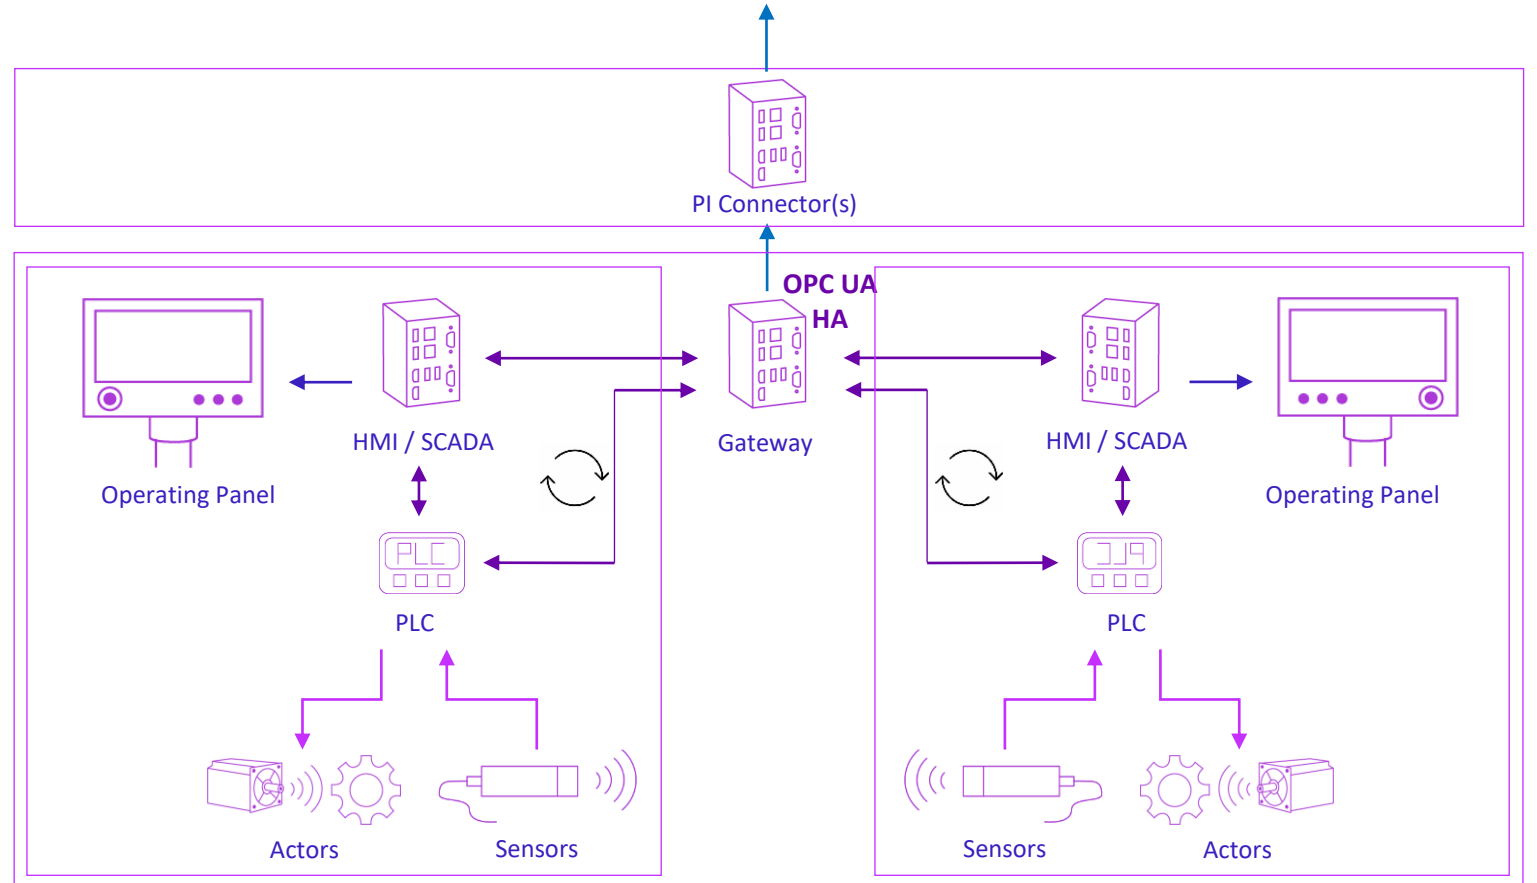 PI Connector(s)
OPC UA
HA
HMI / SCADA
Gateway
HMI / SCADA
Operating Panel
Operating Panel
PLC
PLC
PLC
PLC
Actors
Sensors
Sensors
Actors